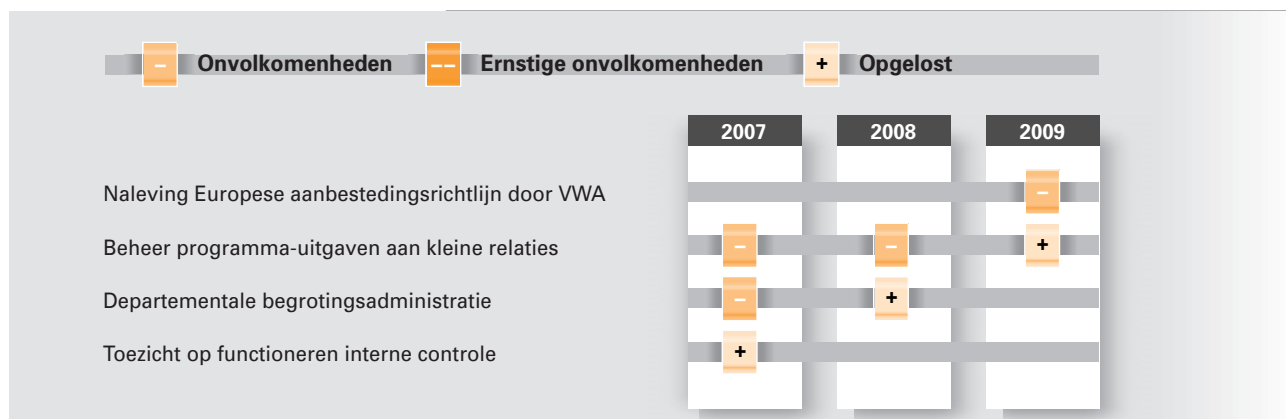 – Onvolkomenheden –– Ernstige onvolkomenheden + Opgelost
2007 2008 2009
Naleving Europese aanbestedingsrichtlijn door VWA –
Beheer programma-uitgaven aan kleine relaties – – +
Departementale begrotingsadministratie – +
Toezicht op functioneren interne controle +